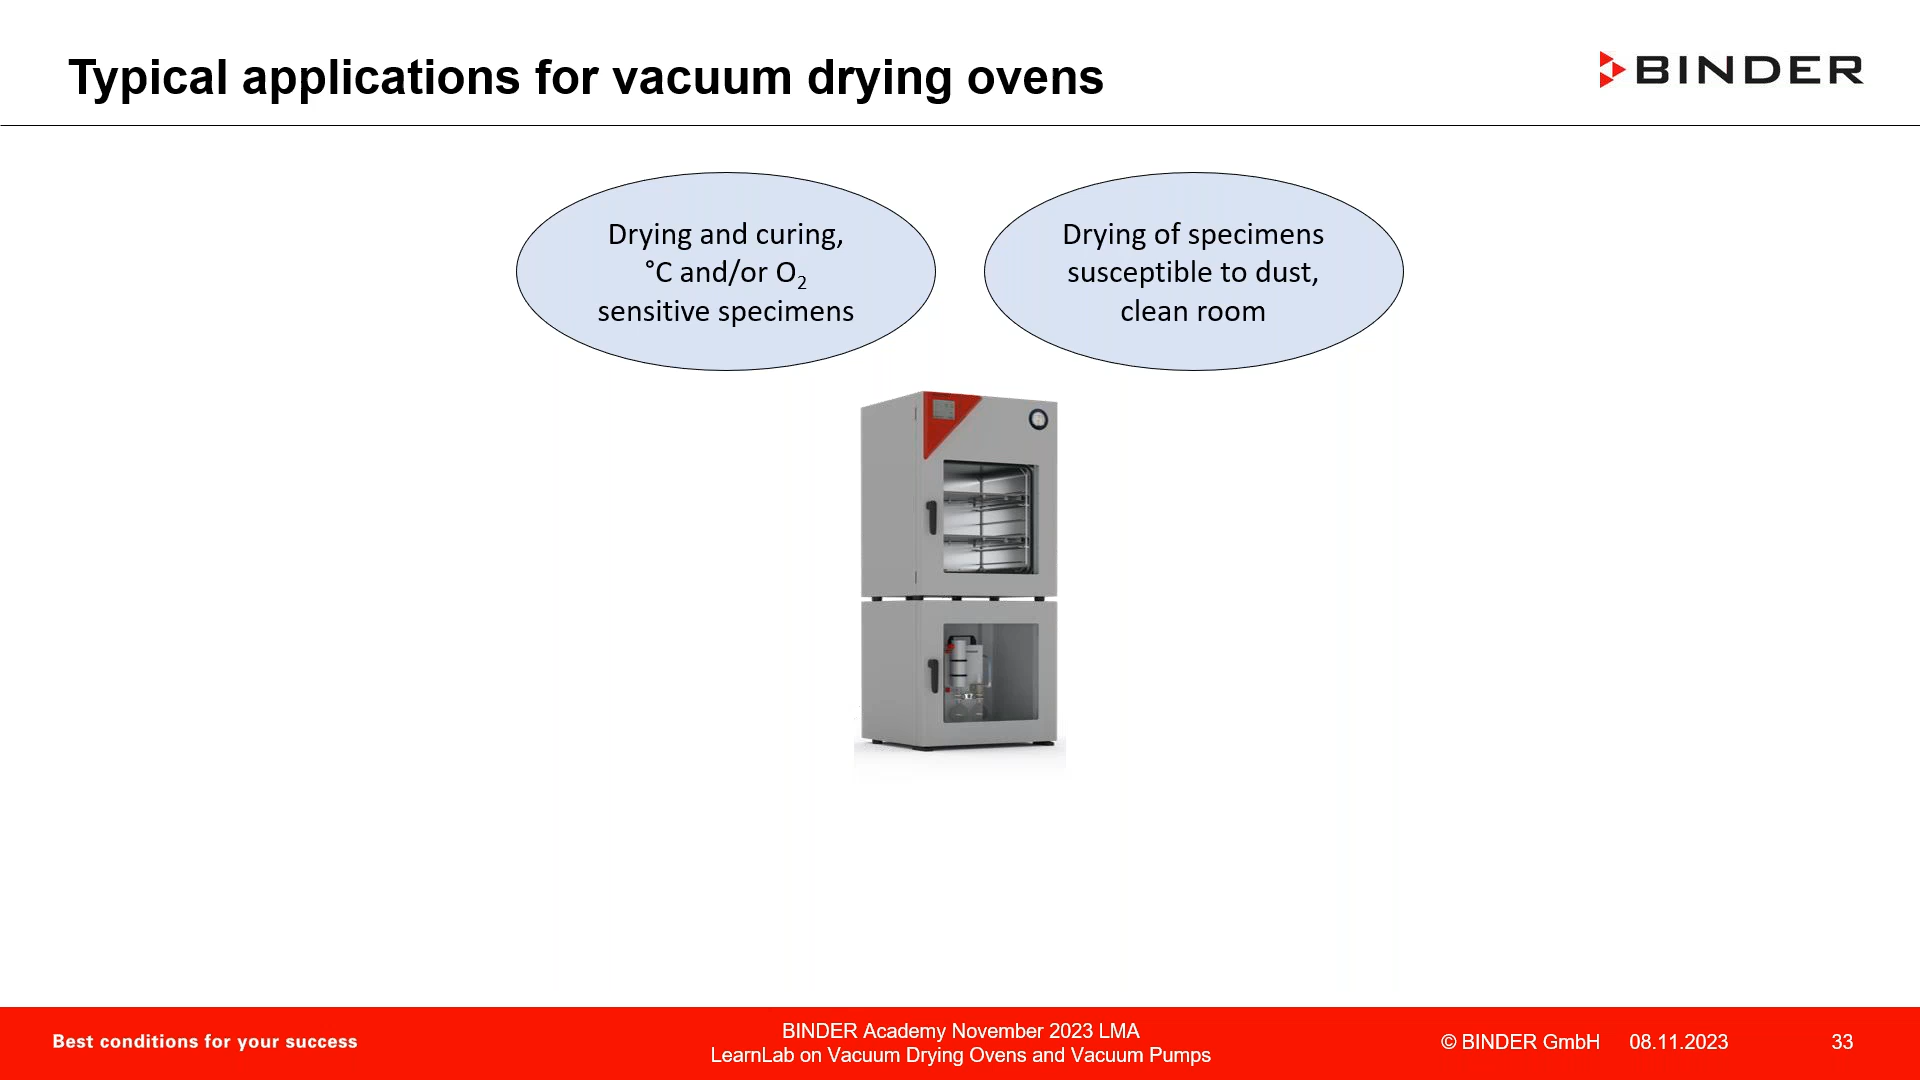 Typical applications for vacuum drying ovens
BINDER
Drying and curing,
°C and/or O₂
sensitive specimens
Drying of specimens
susceptible to dust,
clean room
Best conditions for your success
BINDER Academy November 2023 LMA
LearnLab on Vacuum Drying Ovens and Vacuum Pumps
© BINDER GmbH 08.11.2023 33